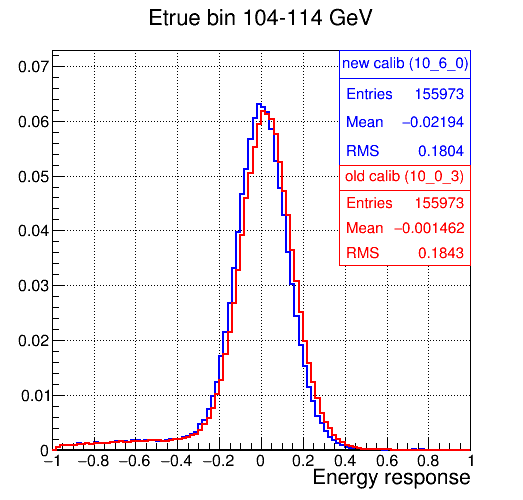 Etrue bin 104-114 GeV
new calib (10_6_0)
Entries 155973
Mean −0.02194
RMS 0.1804
old calib (10_0_3)
Entries 155973
Mean −0.001462
RMS 0.1843
0.07
0.06
0.05
0.04
0.03
0.02
0.01
0
−1 −0.8 −0.6 −0.4 −0.2 0 0.2 0.4 0.6 0.8 1
Energy response